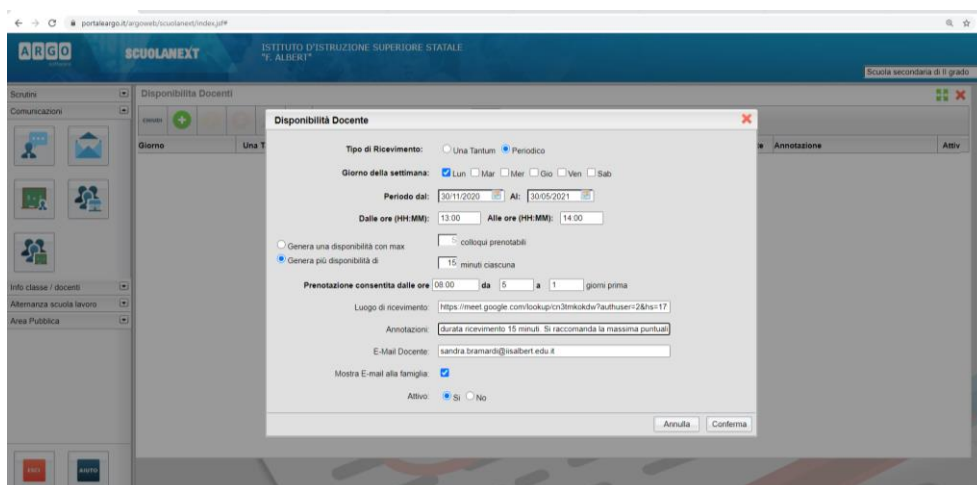 portaleargo.it/argoweb/scuolanext/index.jsf#
ARGO
software
SCUOLANEXT
ISTITUTO D'ISTRUZIONE SUPERIORE STATALE
"F. ALBERT"
Scuola secondaria di II grado
Scrutini
Comunicazioni
Info classe / docenti
Alternanza scuola lavoro
Area Pubblica
ESCI
AIUTO
Disponibilita Docenti
Giorno
Una T
Annotazione
Attiv
Disponibilità Docente
Tipo di Ricevimento: Una Tantum Periodico
Giorno della settimana: Lun Mar Mer Gio Ven Sab
Periodo dal: 30/11/2020 Al: 30/05/2021
Dalle ore (HH:MM): 13:00 Alle ore (HH:MM): 14:00
Genera una disponibilità con max 5 colloqui prenotabili
Genera più disponibilità di 15 minuti ciascuna
Prenotazione consentita dalle ore 08:00 da 5 a 1 giorni prima
Luogo di ricevimento: https://meet.google.com/lookup/cn3tmkokdw?authuser=2&hs=17
Annotazioni: durata ricevimento 15 minuti. Si raccomanda la massima puntuali
E-Mail Docente: sandra.bramardi@iisalbert.edu.it
Mostra E-mail alla famiglia:
Attivo: Si No
Annulla Conferma